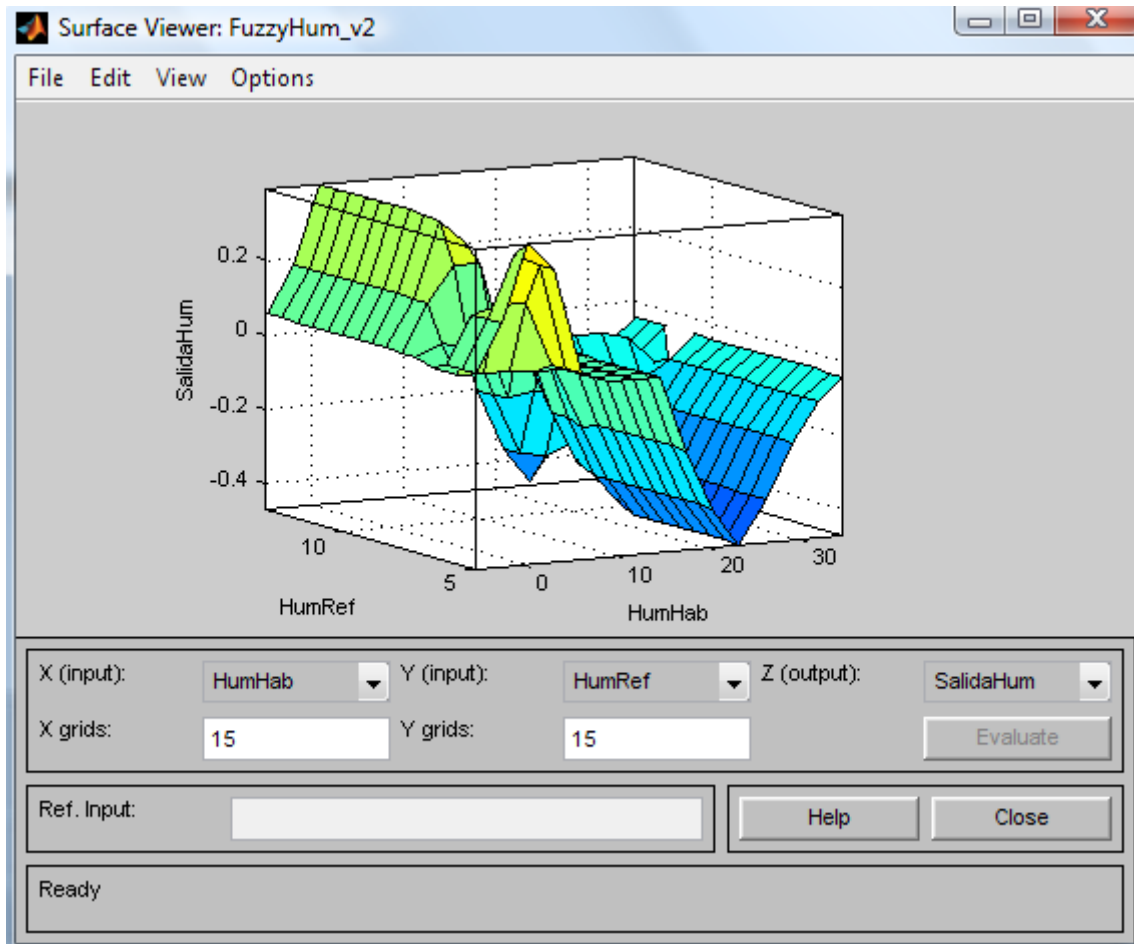 Surface Viewer: FuzzyHum_v2
File Edit View Options
0.2
0
-0.2
-0.4
SalidaHum
10
5
HumRef
0
10
20
30
HumHab
X (input):
HumHab
Y (input):
HumRef
Z (output):
SalidaHum
X grids:
15
Y grids:
15
Evaluate
Ref. Input:
Help
Close
Ready